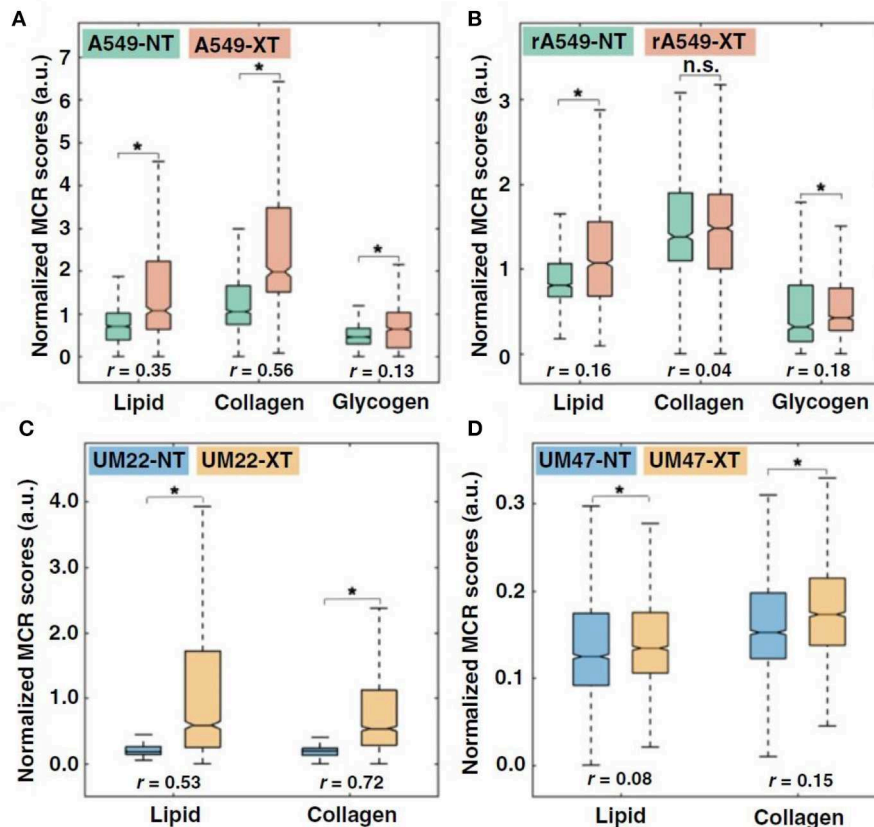 A
A549-NT A549-XT
Normalized MCR scores (a.u.)
7
6
5
4
3
2
1
0
*
*
*
r = 0.35 r = 0.56 r = 0.13
Lipid Collagen Glycogen
B
rA549-NT rA549-XT
Normalized MCR scores (a.u.)
3
2
1
0
*
n.s.
*
r = 0.16 r = 0.04 r = 0.18
Lipid Collagen Glycogen
C
UM22-NT UM22-XT
Normalized MCR scores (a.u.)
4.0
3.0
2.0
1.0
0.0
*
*
r = 0.53 r = 0.72
Lipid Collagen
D
UM47-NT UM47-XT
Normalized MCR scores (a.u.)
0.3
0.2
0.1
0.0
*
*
r = 0.08 r = 0.15
Lipid Collagen